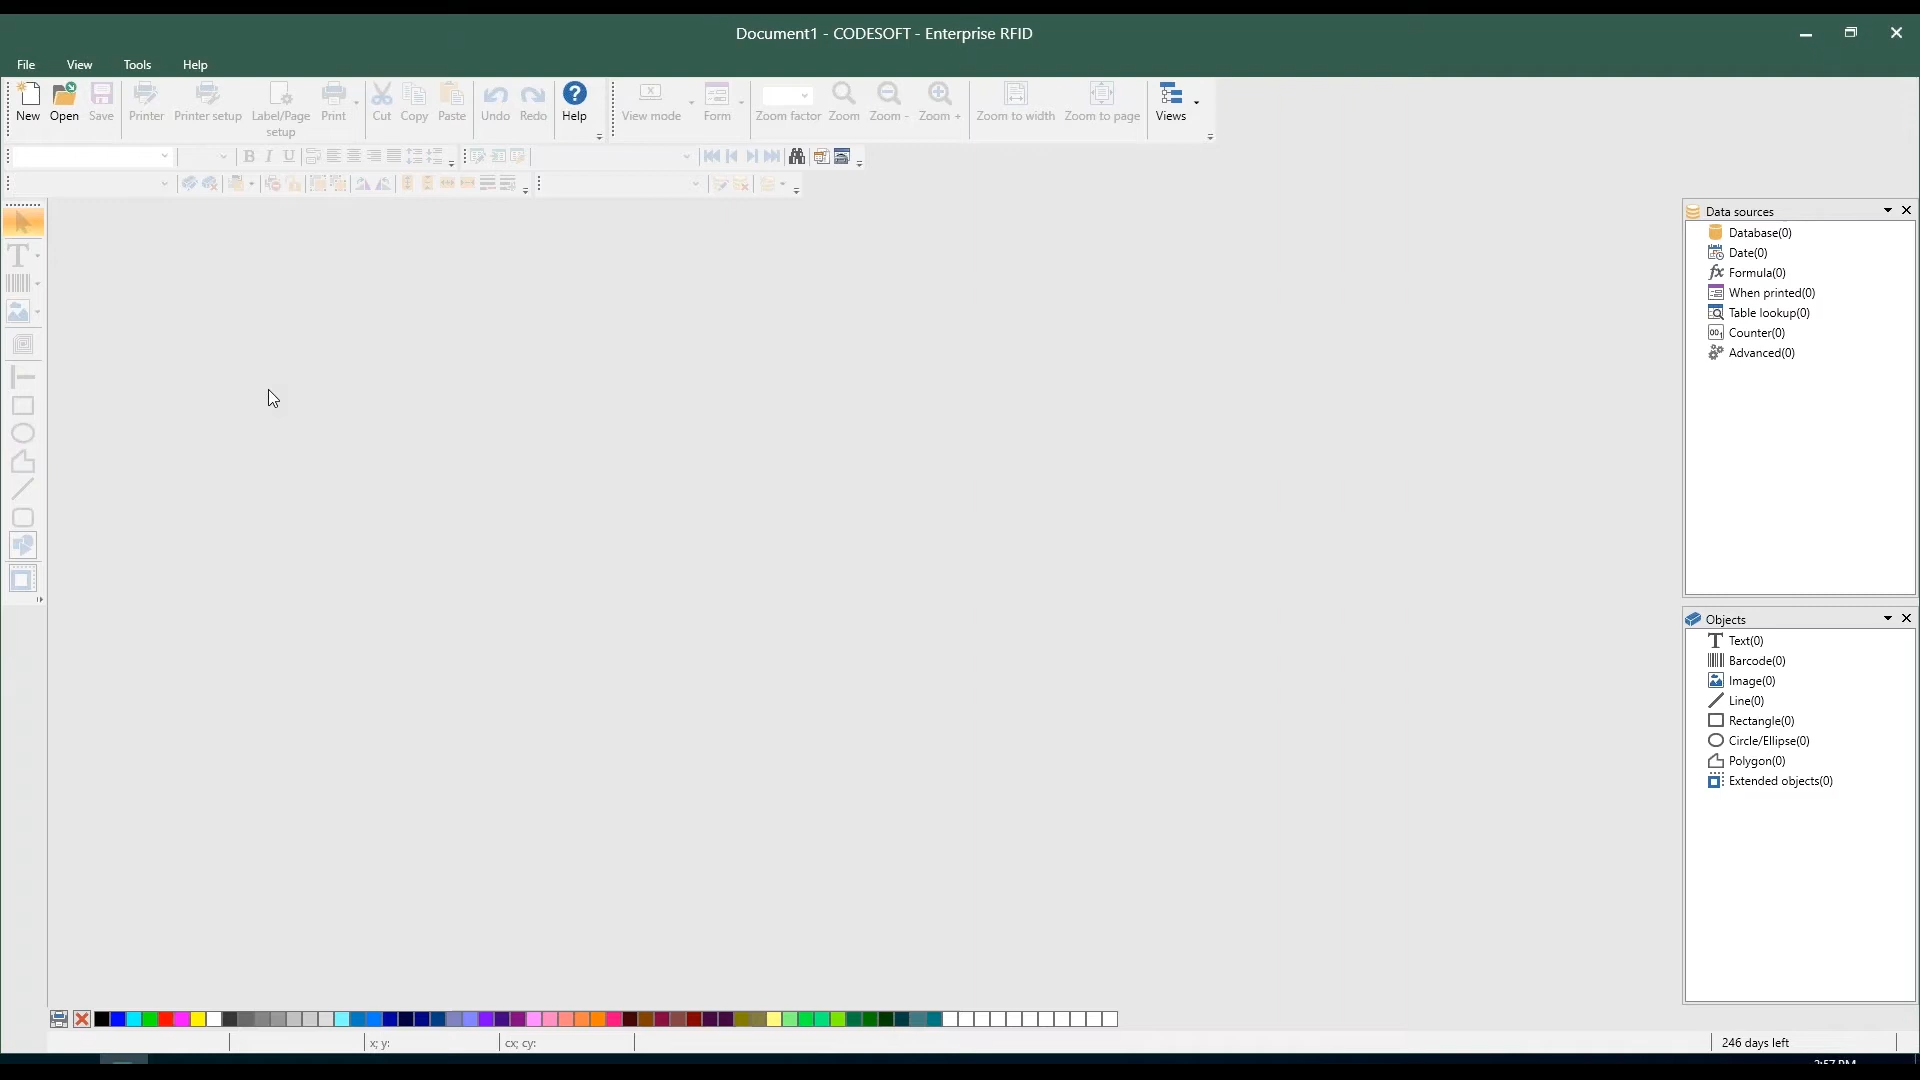 Document1 - CODESOFT - Enterprise RFID
File View Tools Help
New Open Save Printer Printer setup Label/Page setup Print Cut Copy Paste Undo Redo Help View mode Form Zoom factor Zoom Zoom - Zoom + Zoom to width Zoom to page Views
B I U
Data sources
Database(0)
Date(0)
Formula(0)
When printed(0)
Table lookup(0)
Counter(0)
Advanced(0)
Objects
Text(0)
Barcode(0)
Image(0)
Line(0)
Rectangle(0)
Circle/Ellipse(0)
Polygon(0)
Extended objects(0)
x; y: cx; cy: 246 days left